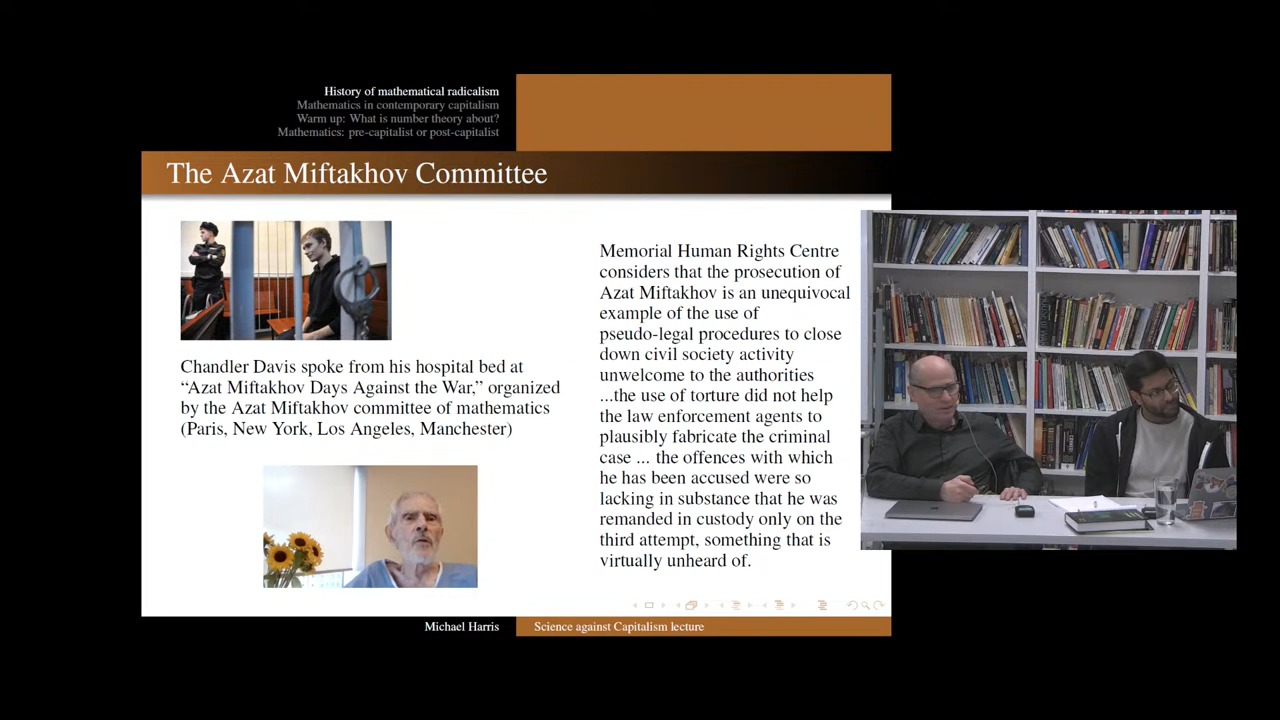 History of mathematical radicalism
Mathematics in contemporary capitalism
Warm up: What is number theory about?
Mathematics: pre-capitalist or post-capitalist
The Azat Miftakhov Committee
Chandler Davis spoke from his hospital bed at
“Azat Miftakhov Days Against the War,” organized
by the Azat Miftakhov committee of mathematics
(Paris, New York, Los Angeles, Manchester)
Memorial Human Rights Centre
considers that the prosecution of
Azat Miftakhov is an unequivocal
example of the use of
pseudo-legal procedures to close
down civil society activity
unwelcome to the authorities
...the use of torture did not help
the law enforcement agents to
plausibly fabricate the criminal
case ... the offences with which
he has been accused were so
lacking in substance that he was
remanded in custody only on the
third attempt, something that is
virtually unheard of.
Michael Harris
Science against Capitalism lecture